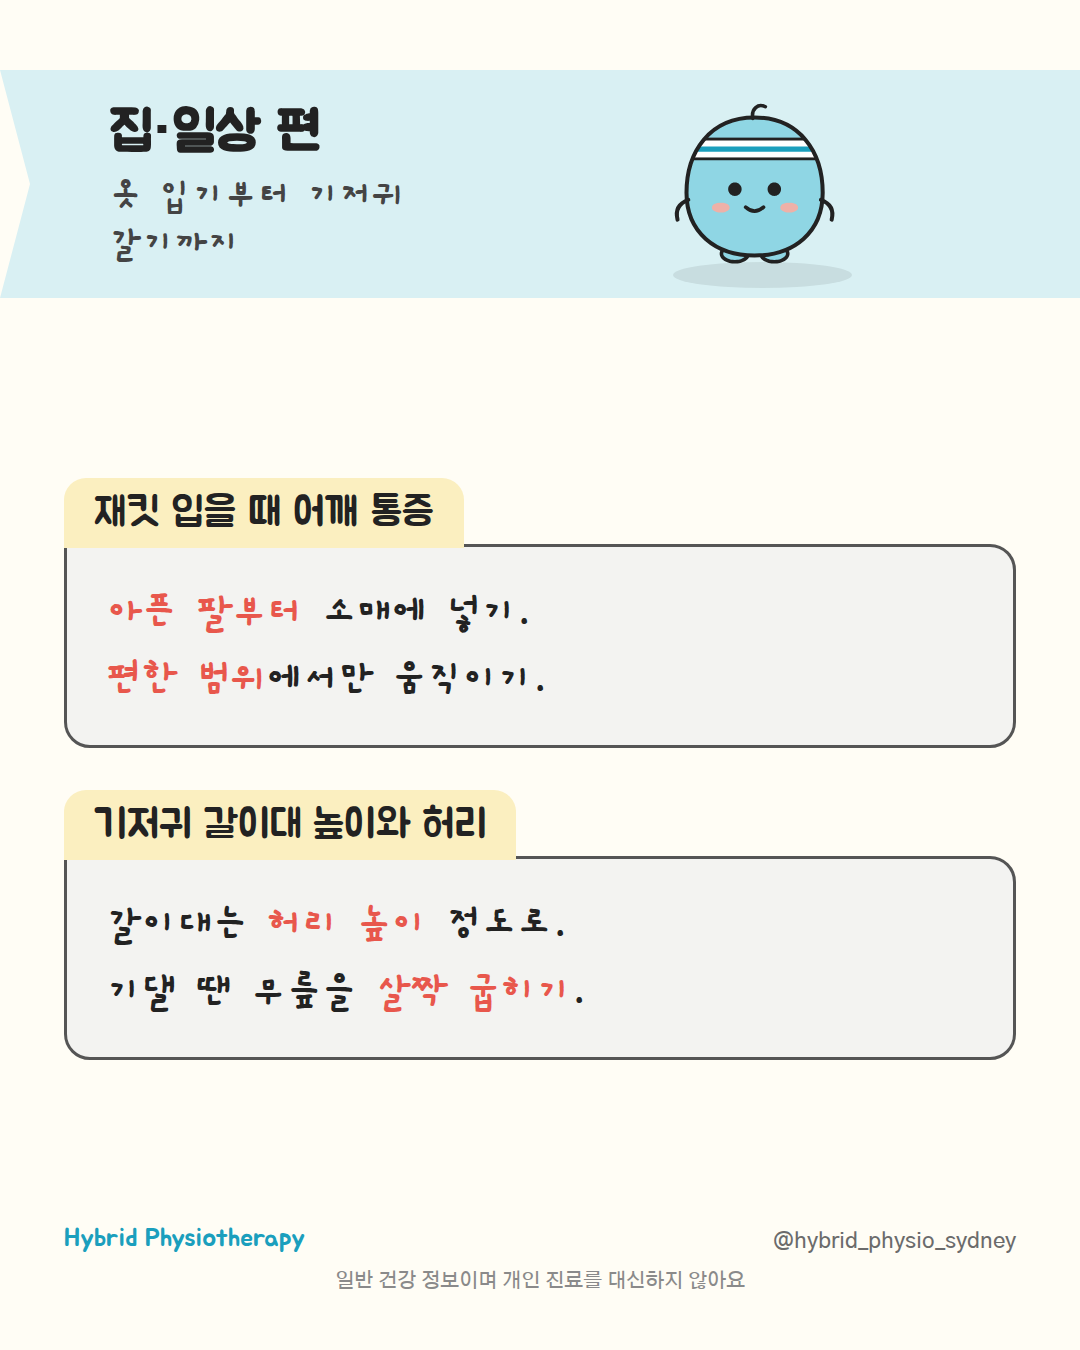 집·일상 편
옷 입기부터 기저귀
갈기까지
재킷 입을 때 어깨 통증
아픈 팔부터 소매에 넣기.
편한 범위에서만 움직이기.
기저귀 갈이대 높이와 허리
갈이대는 허리 높이 정도로.
기댈 땐 무릎을 살짝 굽히기.
Hybrid Physiotherapy
@hybrid_physio_sydney
일반 건강 정보이며 개인 진료를 대신하지 않아요